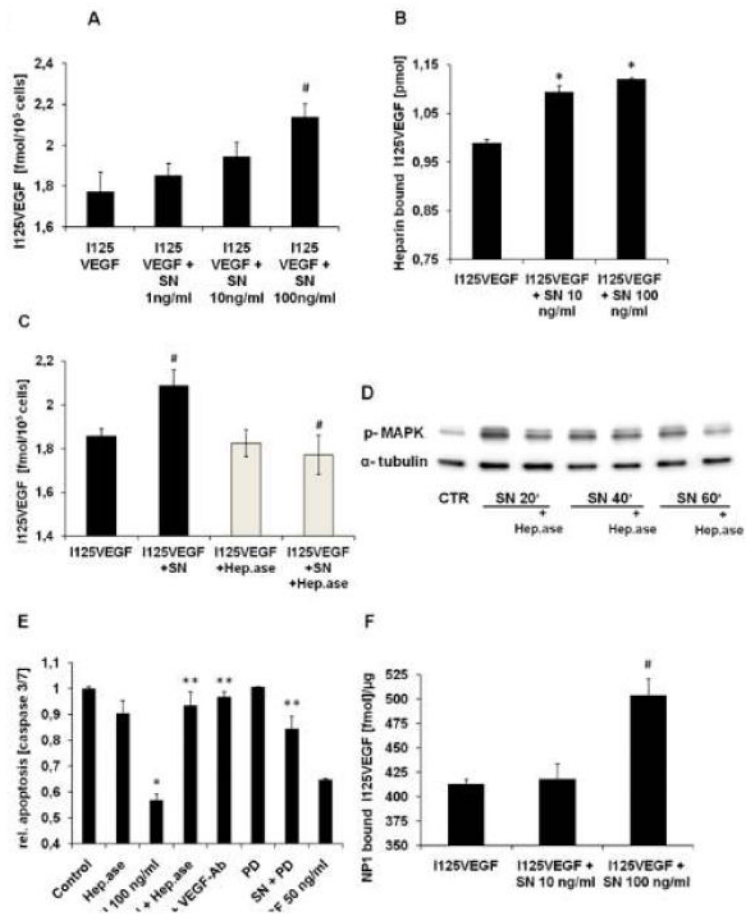 A
I125VEGF [fmol/10⁵ cells]
2,4
2,2
2
1,8
1,6
#
I125
VEGF
I125
VEGF +
SN
1ng/ml
I125
VEGF +
SN
10ng/ml
I125
VEGF +
SN
100ng/ml
B
Heparin bound I125VEGF [pmol]
1,15
1,05
0,95
0,85
0,75
*
*
I125VEGF
I125VEGF
+ SN 10
ng/ml
I125VEGF
+ SN 100
ng/ml
C
I125VEGF [fmol/10⁵ cells]
2,2
2
1,8
1,6
1,4
#
#
I125VEGF
I125VEGF
+SN
I125VEGF
+Hep.ase
I125VEGF
+SN
+Hep.ase
D
p-MAPK
α-tubulin
CTR
SN 20'
SN 40'
SN 60'
+
Hep.ase
+
Hep.ase
+
Hep.ase
E
rel. apoptosis [caspase 3/7]
1,1
1
0,9
0,8
0,7
0,6
0,5
0,4
*
**
**
**
Control
Hep.ase
100 ng/ml
+ Hep.ase
VEGF-Ab
PD
SN + PD
50 ng/ml
F
NP1 bound I125VEGF [fmol]/µg
525
500
475
450
425
400
375
350
#
I125VEGF
I125VEGF +
SN 10 ng/ml
I125VEGF +
SN 100 ng/ml